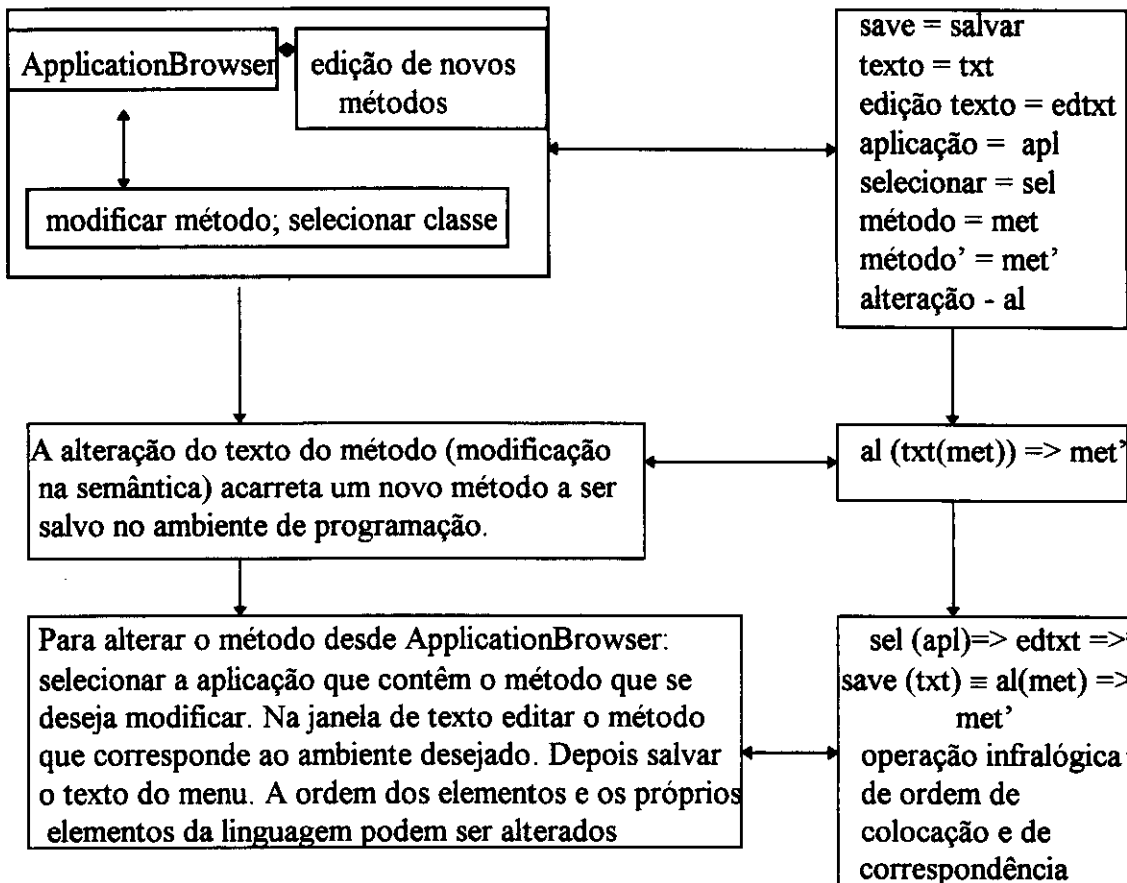 ApplicationBrowser
edição de novos
métodos
modificar método; selecionar classe
save = salvar
texto = txt
edição texto = edtxt
aplicação = apl
selecionar = sel
método = met
método’ = met’
alteração - al
A alteração do texto do método (modificação
na semântica) acarreta um novo método a ser
salvo no ambiente de programação.
al (txt(met)) => met’
Para alterar o método desde ApplicationBrowser:
selecionar a aplicação que contêm o método que se
deseja modificar. Na janela de texto editar o método
que corresponde ao ambiente desejado. Depois salvar
o texto do menu. A ordem dos elementos e os próprios
elementos da linguagem podem ser alterados
sel (apl)=> edtxt =>
save (txt) ≡ al(met) =>
met’
operação infralógica
de ordem de
colocação e de
correspondência